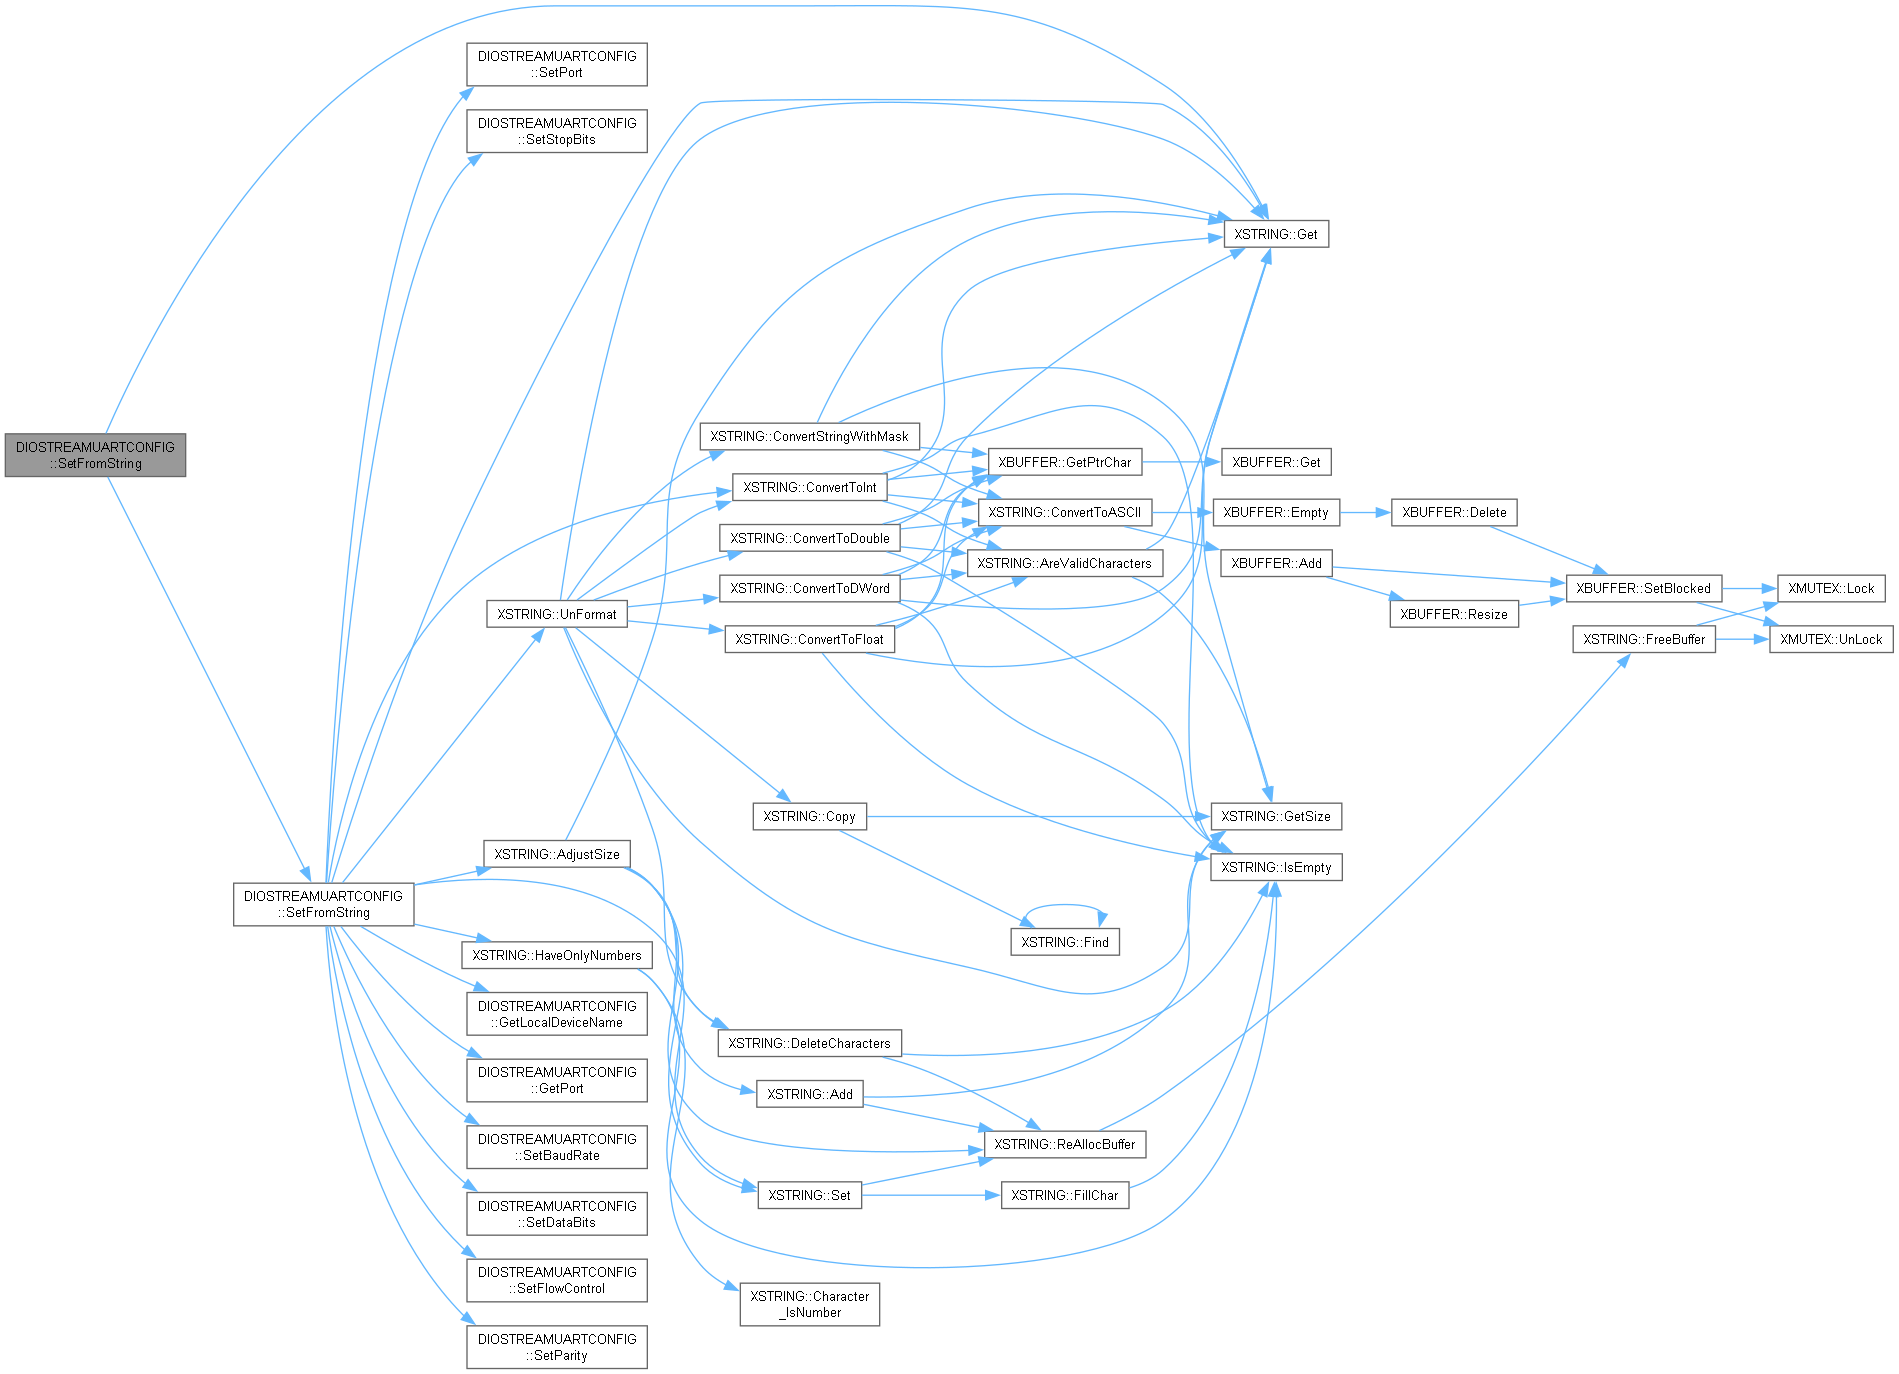 DIOSTREAMUARTCONFIG
::SetFromString
DIOSTREAMUARTCONFIG
::SetFromString
DIOSTREAMUARTCONFIG
::SetPort
DIOSTREAMUARTCONFIG
::SetStopBits
XSTRING::UnFormat
XSTRING::AdjustSize
XSTRING::HaveOnlyNumbers
DIOSTREAMUARTCONFIG
::GetLocalDeviceName
DIOSTREAMUARTCONFIG
::GetPort
DIOSTREAMUARTCONFIG
::SetBaudRate
DIOSTREAMUARTCONFIG
::SetDataBits
DIOSTREAMUARTCONFIG
::SetFlowControl
DIOSTREAMUARTCONFIG
::SetParity
XSTRING::ConvertStringWithMask
XSTRING::ConvertToInt
XSTRING::ConvertToDouble
XSTRING::ConvertToDWord
XSTRING::ConvertToFloat
XSTRING::Copy
XSTRING::DeleteCharacters
XSTRING::Add
XSTRING::Set
XSTRING::Character
_IsNumber
XBUFFER::GetPtrChar
XSTRING::ConvertToASCII
XSTRING::AreValidCharacters
XSTRING::Find
XSTRING::ReAllocBuffer
XSTRING::FillChar
XSTRING::Get
XBUFFER::Get
XBUFFER::Empty
XBUFFER::Add
XSTRING::GetSize
XSTRING::IsEmpty
XBUFFER::Delete
XBUFFER::Resize
XBUFFER::SetBlocked
XSTRING::FreeBuffer
XMUTEX::Lock
XMUTEX::UnLock